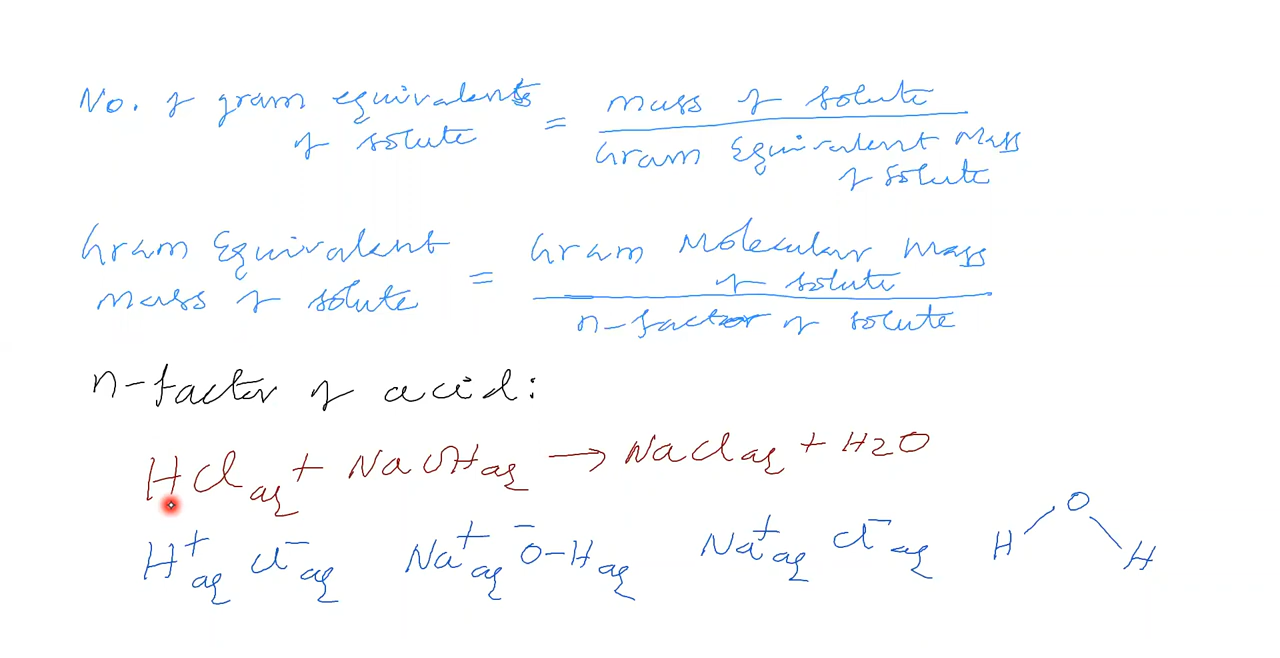 No. of gram equivalents of solute = mass of solute / Gram Equivalent Mass of solute
Gram Equivalent mass of solute = Gram Molecular mass of solute / n-factor of solute
n-factor of acid:
HCl aq + NaOH aq → NaCl aq + H2O
H⁺ aq Cl⁻ aq Na⁺ aq ⁻O-H aq Na⁺ aq Cl⁻ aq H O H